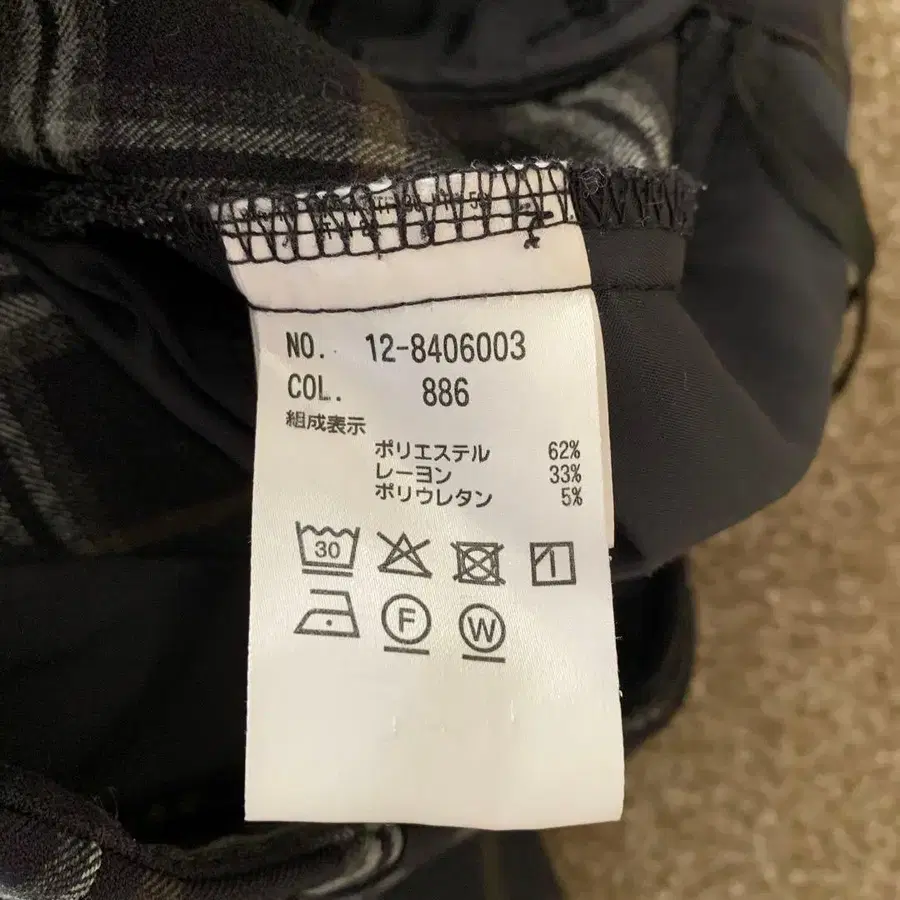 NO. 12-8406003
COL. 886
組成表示
ポリエステル 62%
レーヨン 33%
ポリウレタン 5%
30
F W